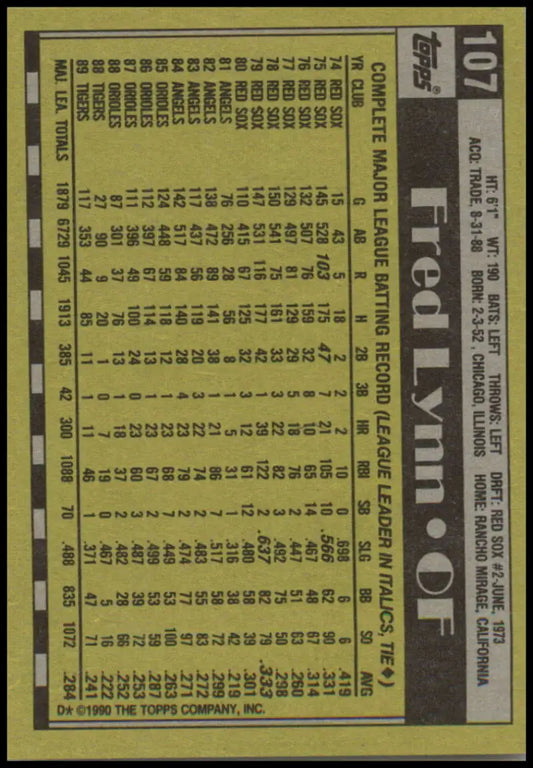 107
HT: 6'1" WT: 190 BATS: LEFT THROWS: LEFT DRFT: RED SOX #2-JUNE, 1973
ACQ: TRADE, 8-31-88 BORN: 2-3-52, CHICAGO, ILLINOIS HOME: RANCHO MIRAGE, CALIFORNIA
topps® Fred Lynn • OF
COMPLETE MAJOR LEAGUE BATTING RECORD (LEAGUE LEADER IN ITALICS, TIE♦)
YR CLUB G AB R H 2B 3B HR RBI SB SLG BB SO AVG
74 RED SOX 15 43 5 18 2 2 2 10 0 .698 6 6 .419
75 RED SOX 145 528 103 175 47 7 21 105 10 .566 62 90 .331
76 RED SOX 132 507 76 159 32 8 10 65 14 .467 48 67 .314
77 RED SOX 129 497 81 129 29 5 18 76 2 .447 51 63 .260
78 RED SOX 150 541 75 161 33 3 22 82 3 .492 75 50 .298
79 RED SOX 147 531 116 177 42 1 39 122 2 .637 82 79 .333
80 RED SOX 110 415 67 125 32 3 12 61 12 .480 58 39 .301
81 ANGELS 76 256 28 56 8 1 5 31 1 .316 38 42 .219
82 ANGELS 138 472 89 141 38 1 21 86 7 .517 58 72 .299
83 ANGELS 117 437 56 119 20 3 22 74 2 .483 55 83 .272
84 ANGELS 142 517 84 140 28 4 23 79 2 .474 77 97 .271
85 ORIOLES 124 448 59 118 12 1 23 68 7 .449 53 100 .263
86 ORIOLES 112 397 67 114 13 1 23 67 2 .499 53 59 .287
87 ORIOLES 111 396 49 100 24 0 23 60 3 .487 39 72 .253
88 ORIOLES 87 301 37 76 13 1 18 37 2 .482 28 66 .252
88 TIGERS 27 90 9 20 1 0 7 19 0 .467 5 16 .222
89 TIGERS 117 353 44 85 11 1 11 46 1 .371 47 71 .241
MAJ. LEA. TOTALS 1879 6729 1045 1913 385 42 300 1088 70 .488 835 1072 .284
D★ ©1990 THE TOPPS COMPANY, INC.